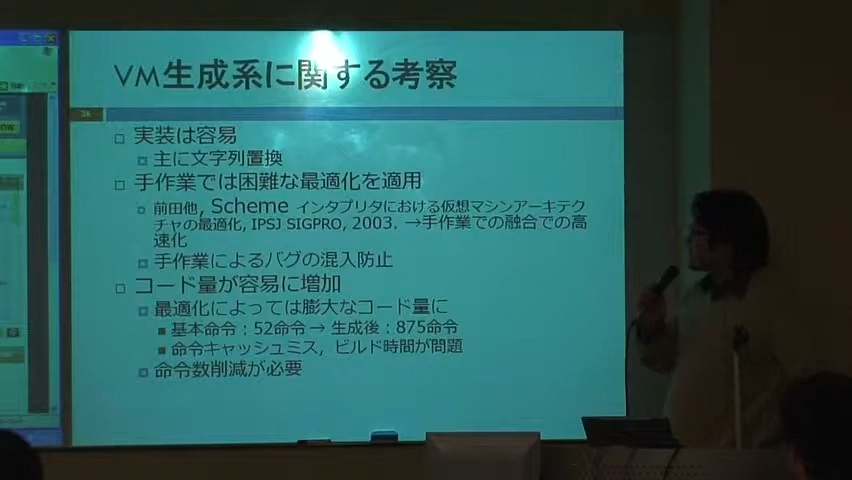 VM生成系に関する考察
□ 実装は容易
主に文字列置換
□ 手作業では困難な最適化を適用
前田他, Scheme インタプリタにおける仮想マシンアーキテク
チャの最適化, IPSJ SIGPRO, 2003. →手作業での融合での高
速化
手作業によるバグの混入防止
□ コード量が容易に増加
最適化によっては膨大なコード量に
基本命令：52命令 → 生成後：875命令
命令キャッシュミス，ビルド時間が問題
命令数削減が必要